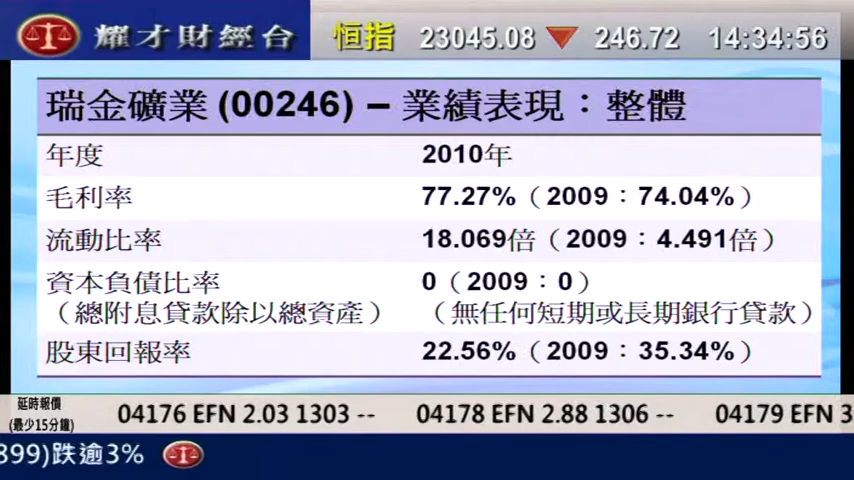 耀才財經台 恒指 23045.08 246.72 14:34:56
瑞金礦業 (00246) – 業績表現：整體
年度 2010年
毛利率 77.27%（2009：74.04%）
流動比率 18.069倍（2009：4.491倍）
資本負債比率 0（2009：0）
（總附息貸款除以總資產）（無任何短期或長期銀行貸款）
股東回報率 22.56%（2009：35.34%）
延時報價
(最少15分鐘) 04176 EFN 2.03 1303 -- 04178 EFN 2.88 1306 -- 04179 EFN 3
899)跌逾3%